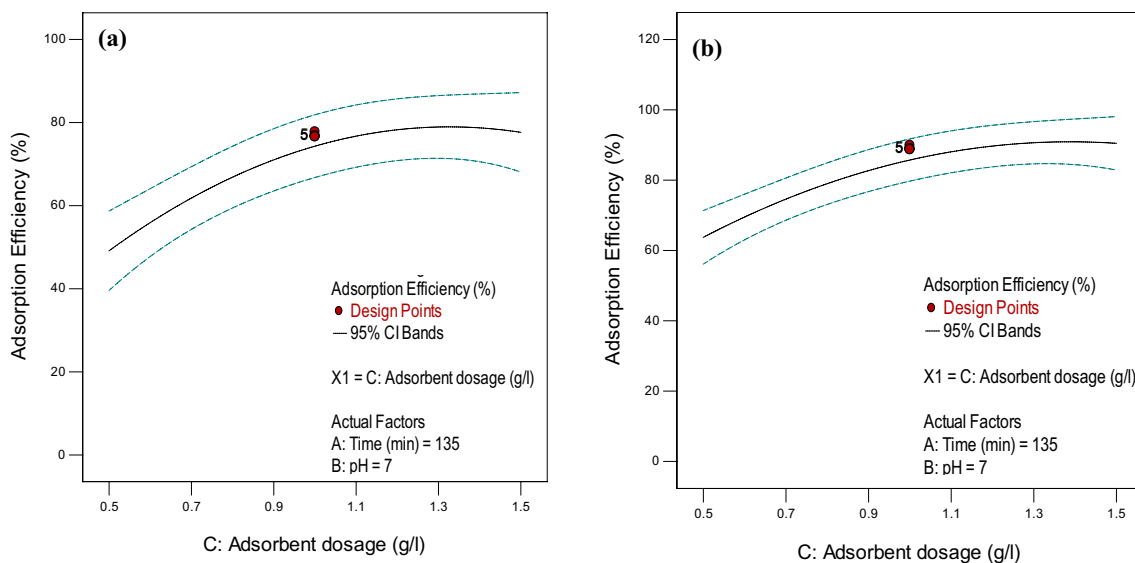 (a)
Adsorption Efficiency (%)
100
80
60
40
20
0
5
Adsorption Efficiency (%)
Design Points
95% CI Bands
X1 = C: Adsorbent dosage (g/l)
Actual Factors
A: Time (min) = 135
B: pH = 7
0.5 0.7 0.9 1.1 1.3 1.5
C: Adsorbent dosage (g/l)
(b)
Adsorption Efficiency (%)
120
100
80
60
40
20
0
5
Adsorption Efficiency (%)
Design Points
95% CI Bands
X1 = C: Adsorbent dosage (g/l)
Actual Factors
A: Time (min) = 135
B: pH = 7
0.5 0.7 0.9 1.1 1.3 1.5
C: Adsorbent dosage (g/l)